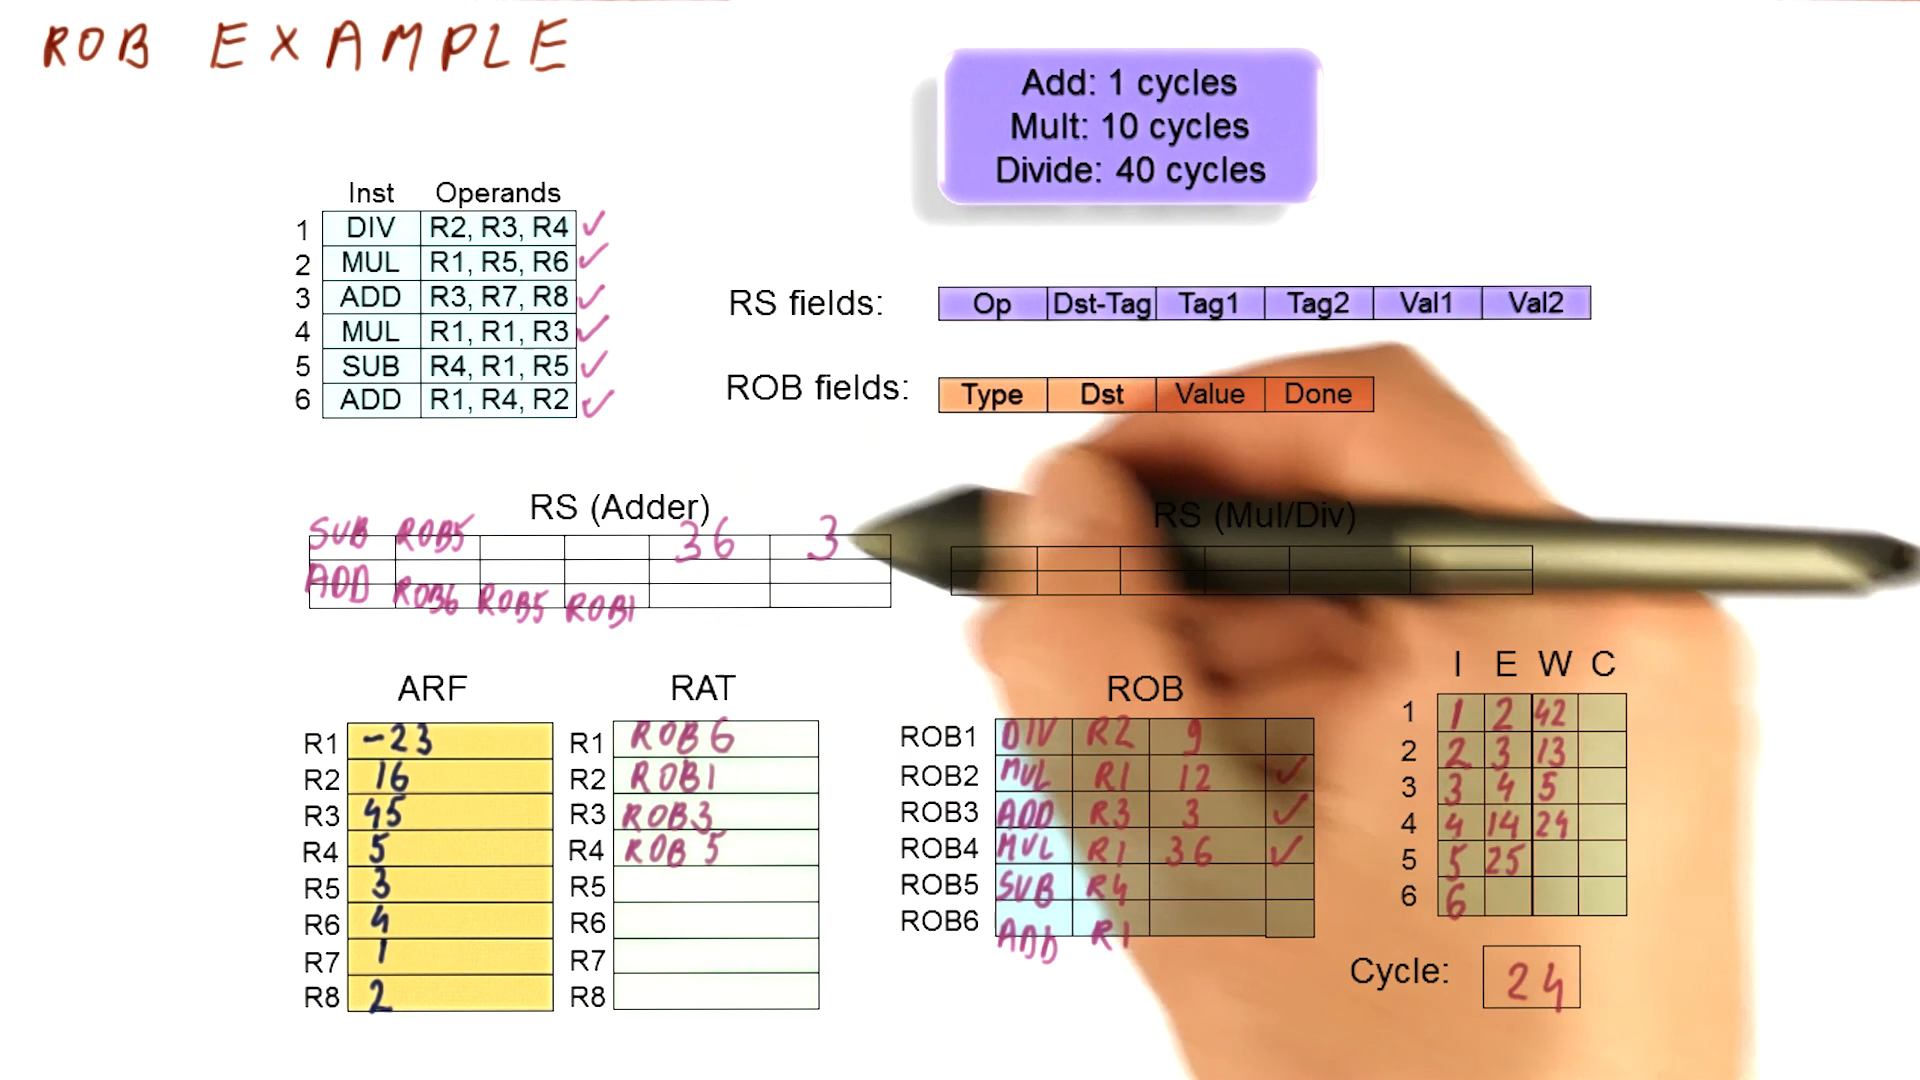 ROB EXAMPLE
Add: 1 cycles
Mult: 10 cycles
Divide: 40 cycles
Inst Operands
1 DIV R2, R3, R4 ✓
2 MUL R1, R5, R6 ✓
3 ADD R3, R7, R8 ✓
4 MUL R1, R1, R3 ✓
5 SUB R4, R1, R5 ✓
6 ADD R1, R4, R2 ✓
RS fields: Op Dst-Tag Tag1 Tag2 Val1 Val2
ROB fields: Type Dst Value Done
RS (Adder)
SUB ROB5 36 3
ADD ROB6 ROB5 ROB1
RS (Mul/Div)
ARF
R1 -23
R2 16
R3 45
R4 5
R5 3
R6 4
R7 1
R8 2
RAT
R1 ROB6
R2 ROB1
R3 ROB3
R4 ROB5
R5
R6
R7
R8
ROB
ROB1 DIV R2 9
ROB2 MUL R1 12 ✓
ROB3 ADD R3 3 ✓
ROB4 MUL R1 36 ✓
ROB5 SUB R4
ROB6 ADD R1
I E W C
1 1 2 42
2 2 3 13
3 3 4 5
4 4 14 24
5 5 25
6 6
Cycle: 24